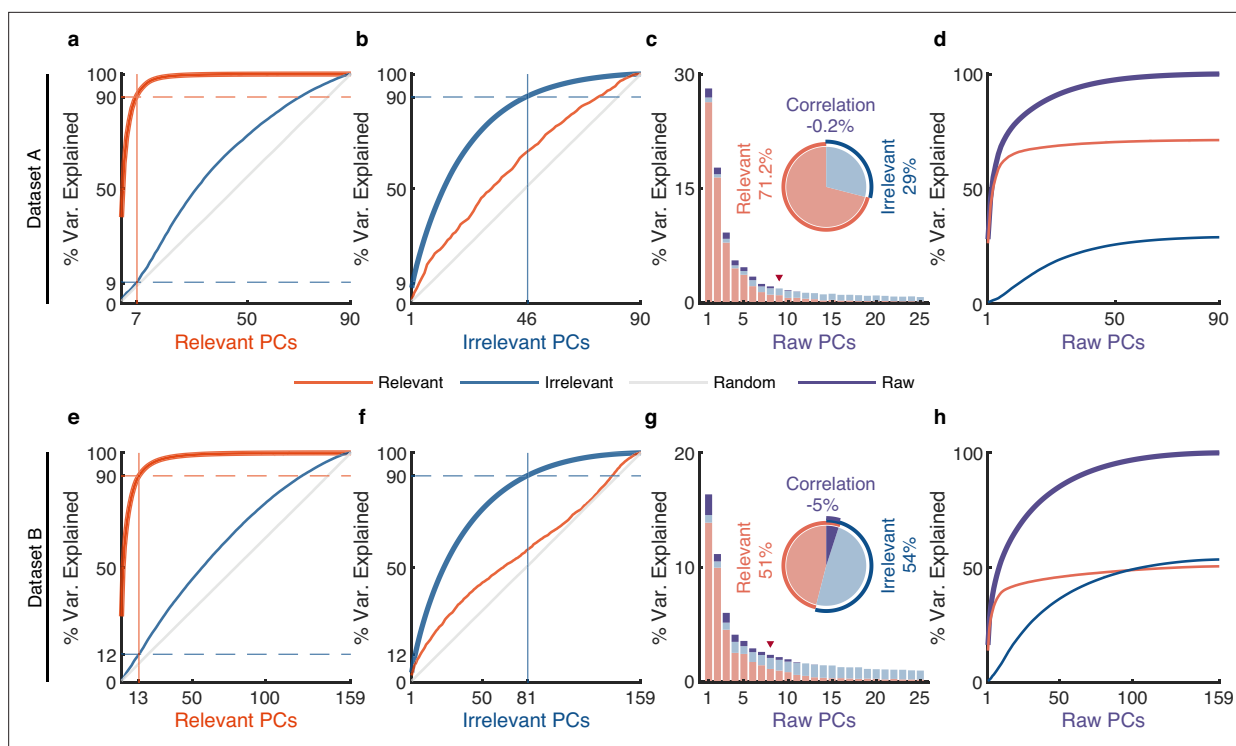 a b c d
Dataset A
% Var. Explained
100
90
50
9
0
7 50 90
Relevant PCs
% Var. Explained
100
90
50
9
0
1 46 90
Irrelevant PCs
% Var. Explained
30
15
0
1 5 10 15 20 25
Raw PCs
Correlation
-0.2%
Relevant
71.2%
Irrelevant
29%
% Var. Explained
100
50
0
1 50 90
Raw PCs
Relevant Irrelevant Random Raw
e f g h
Dataset B
% Var. Explained
100
90
50
12
0
13 50 100 159
Relevant PCs
% Var. Explained
100
90
50
12
0
1 50 81 159
Irrelevant PCs
% Var. Explained
20
10
0
1 5 10 15 20 25
Raw PCs
Correlation
-5%
Relevant
51%
Irrelevant
54%
% Var. Explained
100
50
0
1 50 100 159
Raw PCs